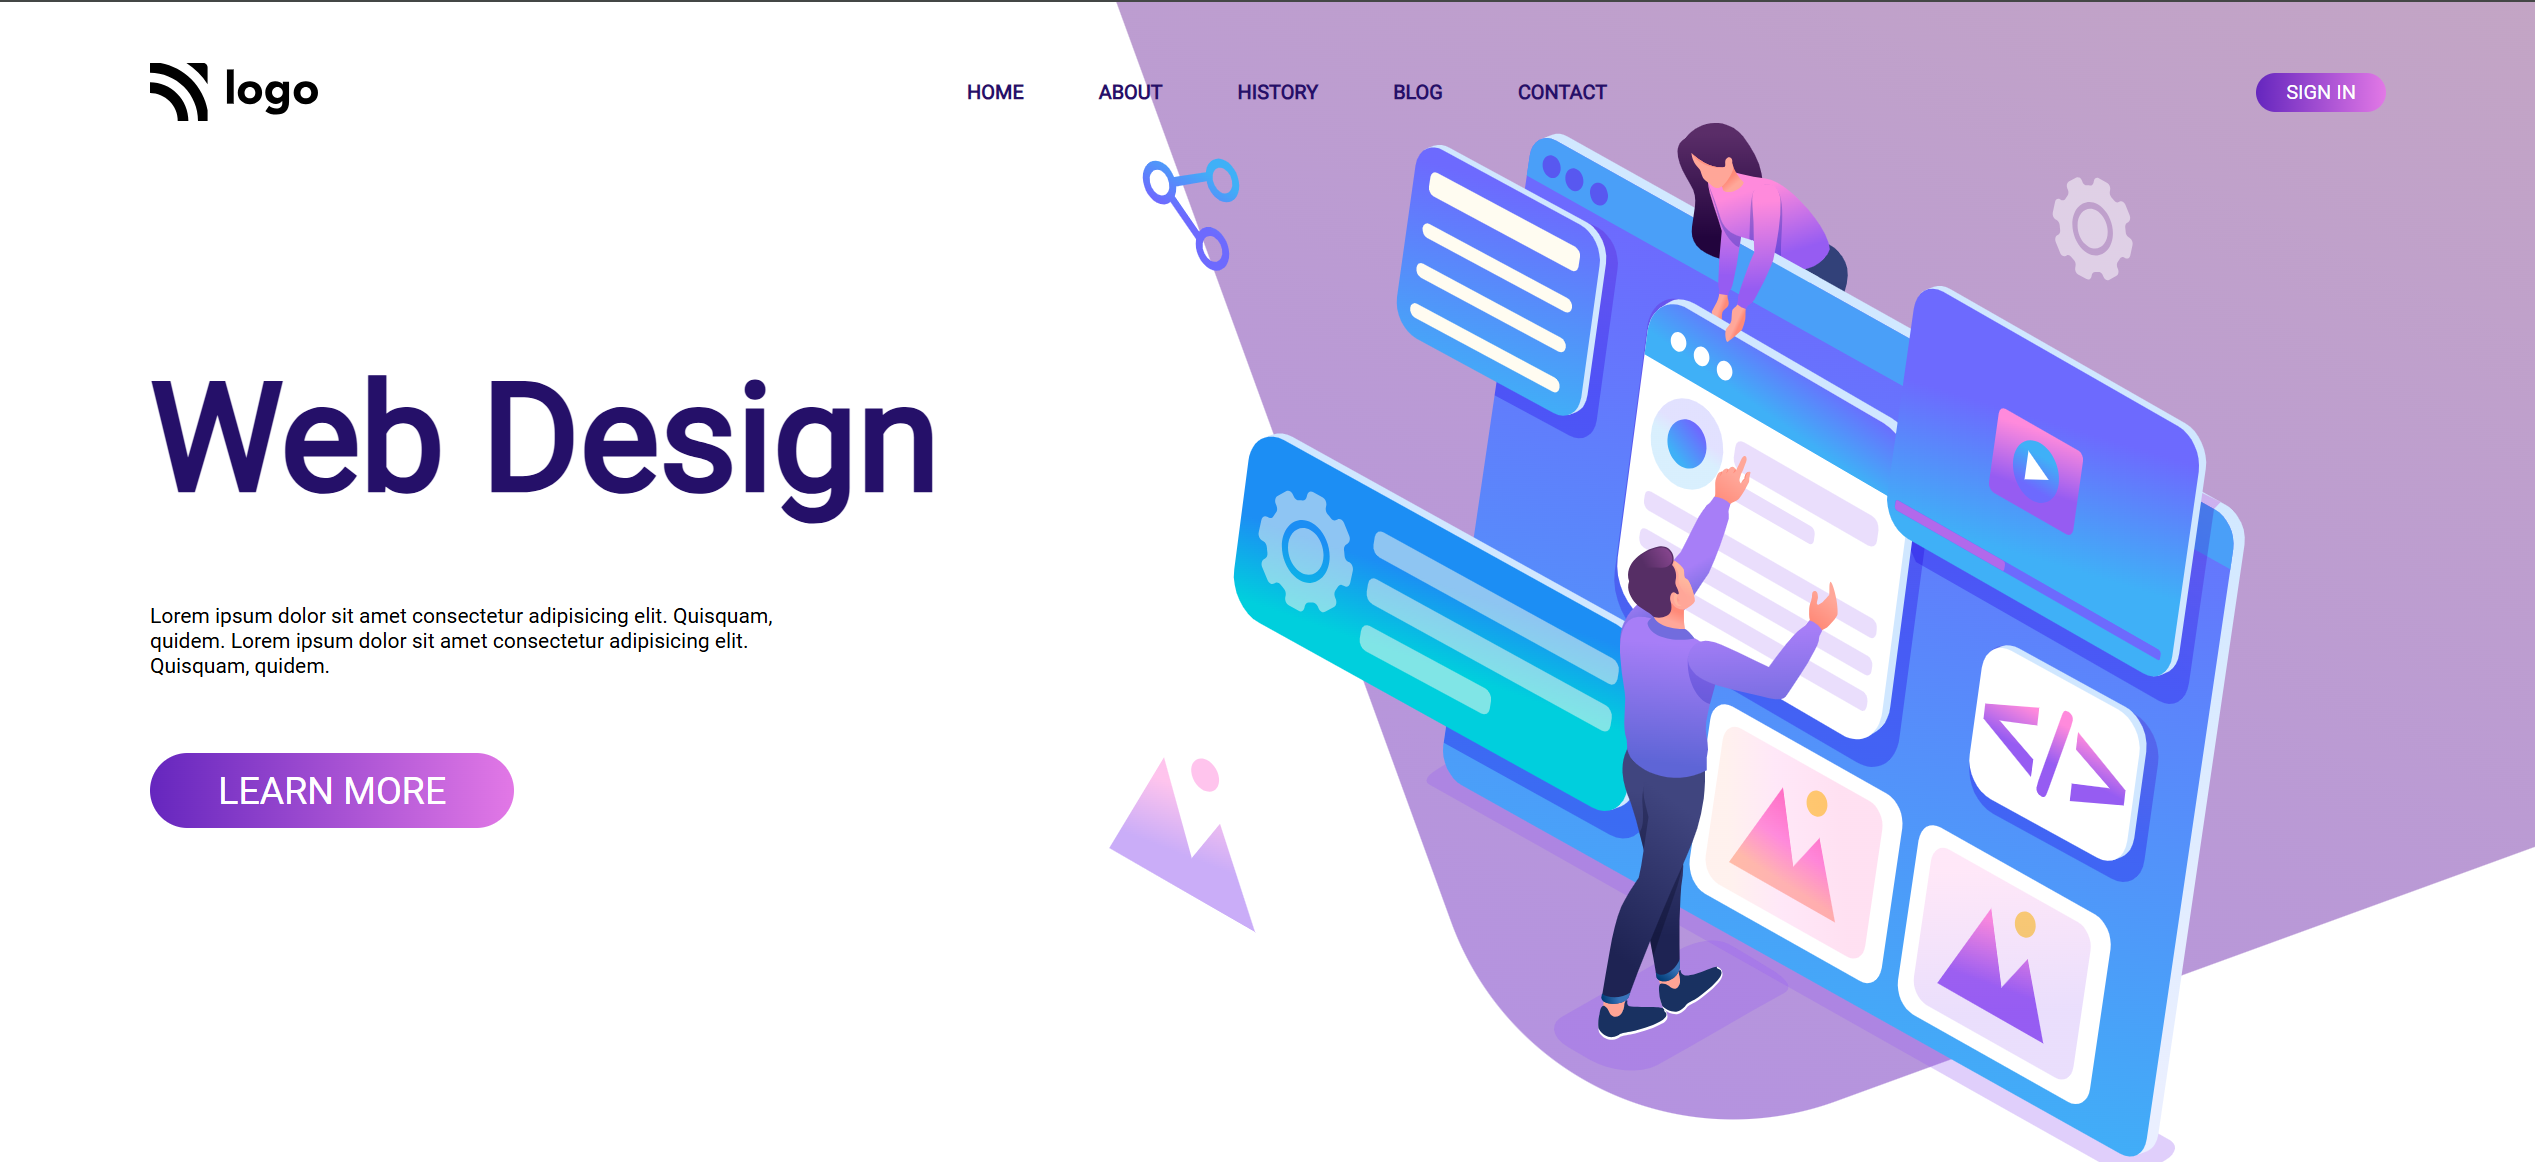 logo
HOME ABOUT HISTORY BLOG CONTACT
SIGN IN
Web Design
Lorem ipsum dolor sit amet consectetur adipisicing elit. Quisquam,
quidem. Lorem ipsum dolor sit amet consectetur adipisicing elit.
Quisquam, quidem.
LEARN MORE